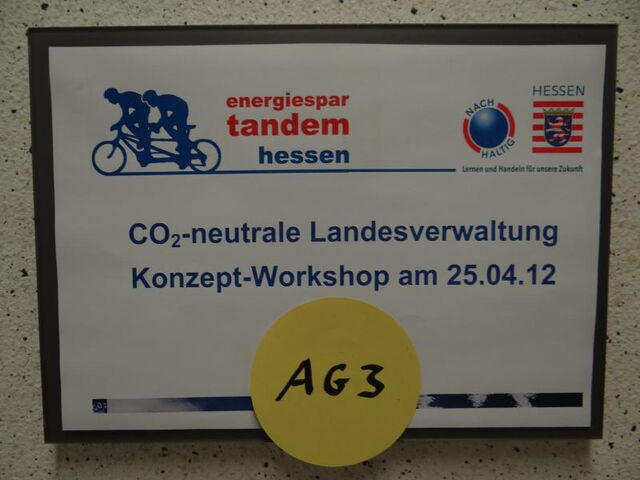 energiespar
tandem
hessen
NACH
HALTIG
HESSEN
Lernen und Handeln für unsere Zukunft
CO₂-neutrale Landesverwaltung
Konzept-Workshop am 25.04.12
AG3